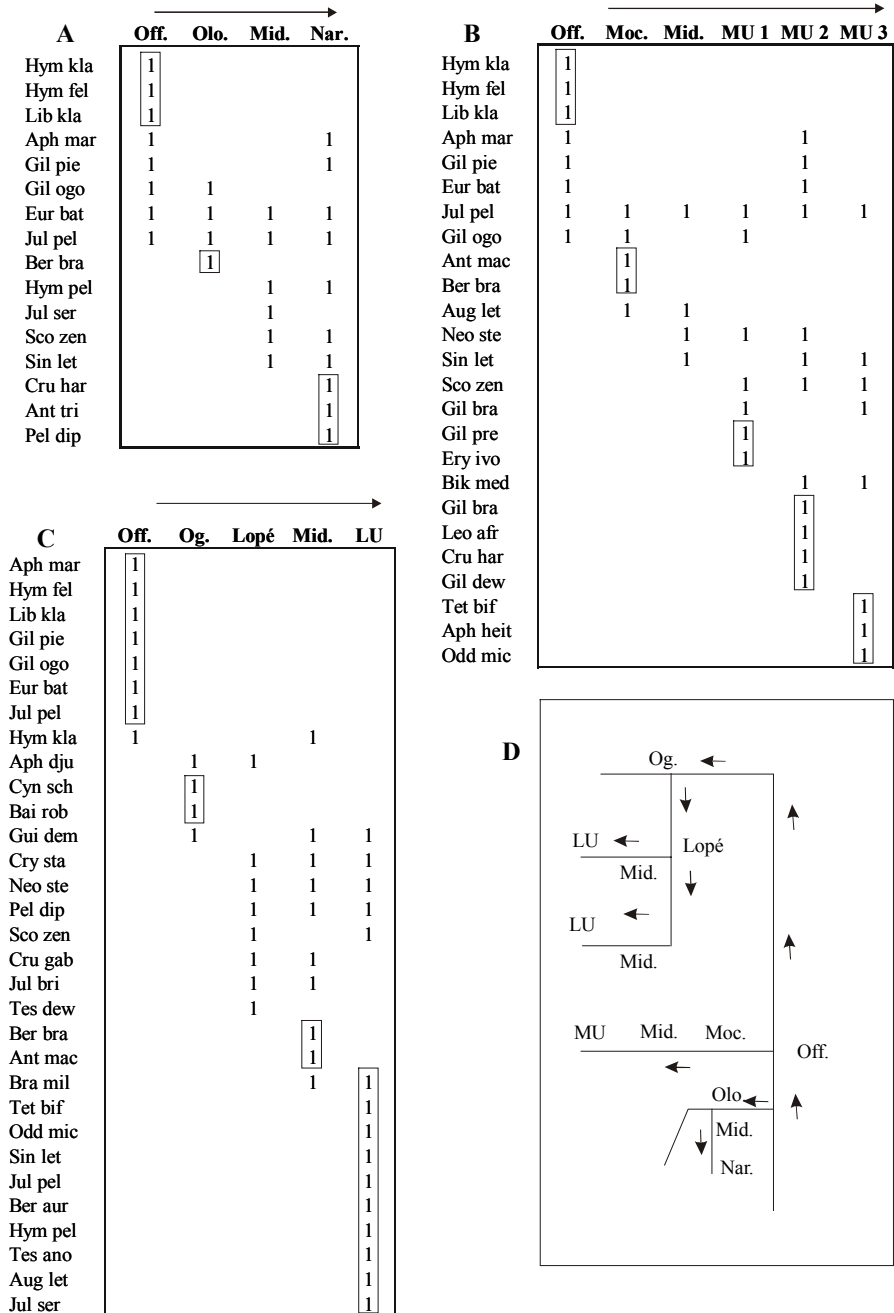 A
Off. Olo. Mid. Nar.
Hym kla 1
Hym fel 1
Lib kla 1
Aph mar 1 1
Gil pie 1 1
Gil ogo 1 1
Eur bat 1 1 1 1
Jul pel 1 1 1 1
Ber bra 1
Hym pel 1 1
Jul ser 1
Sco zen 1 1
Sin let 1 1
Cru har 1
Ant tri 1
Pel dip 1
B
Off. Moc. Mid. MU 1 MU 2 MU 3
Hym kla 1
Hym fel 1
Lib kla 1
Aph mar 1 1
Gil pie 1 1
Eur bat 1 1
Jul pel 1 1 1 1 1 1
Gil ogo 1 1 1
Ant mac 1
Ber bra 1
Aug let 1 1
Neo ste 1 1 1
Sin let 1 1 1
Sco zen 1 1 1
Gil bra 1 1
Gil pre 1
Ery ivo 1
Bik med 1 1
Gil bra 1
Leo afr 1
Cru har 1
Gil dew 1
Tet bif 1
Aph heit 1
Odd mic 1
C
Off. Og. Lopé Mid. LU
Aph mar 1
Hym fel 1
Lib kla 1
Gil pie 1
Gil ogo 1
Eur bat 1
Jul pel 1
Hym kla 1 1
Aph dju 1 1
Cyn sch 1
Bai rob 1
Gui dem 1 1 1
Cry sta 1 1 1
Neo ste 1 1 1
Pel dip 1 1 1
Sco zen 1 1
Cru gab 1 1
Jul bri 1 1
Tes dew 1
Ber bra 1
Ant mac 1
Bra mil 1 1
Tet bif 1
Odd mic 1
Sin let 1
Jul pel 1
Ber aur 1
Hym pel 1
Tes ano 1
Aug let 1
Jul ser 1
D
Og.
LU
Lopé
Mid.
LU
Mid.
MU Mid. Moc.
Off.
Olo
Mid.
Nar.